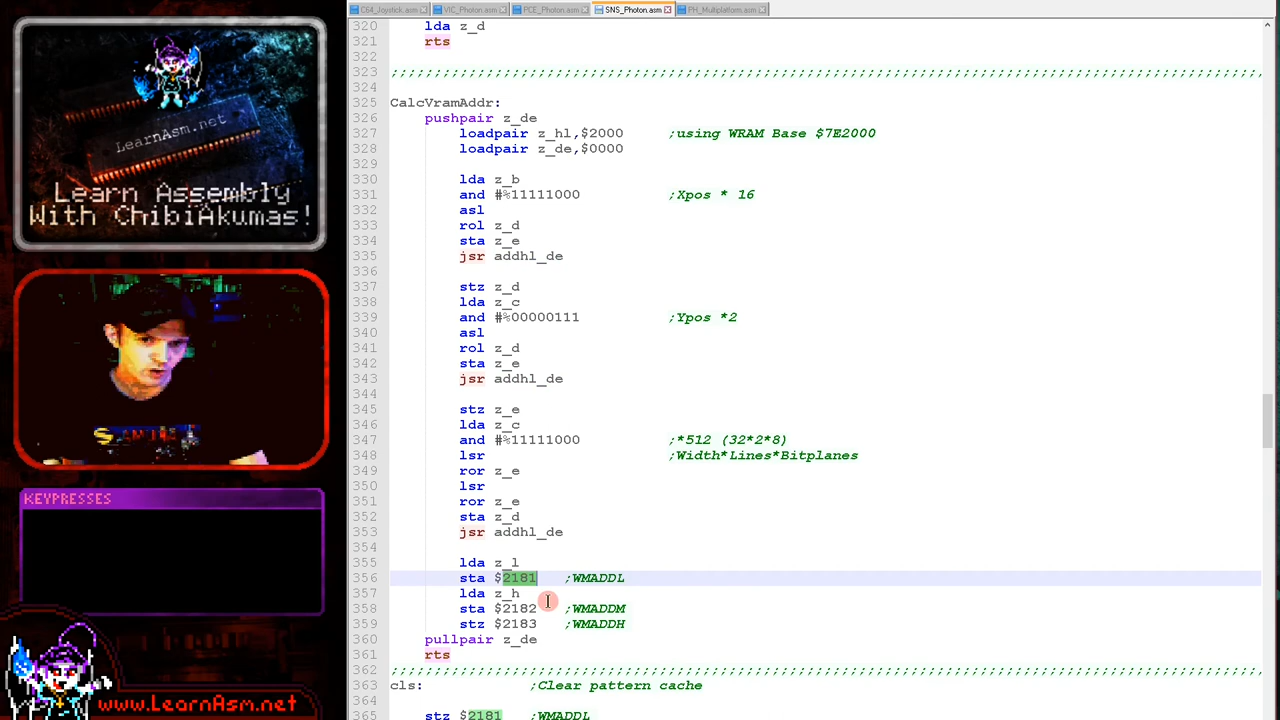 C64_Joystick.asm VIC_Photon.asm PCE_Photon.asm SNS_Photon.asm PH_Multiplatform.asm
LearnAsm.net
Learn Assembly
With ChibiAkumas!
KEYPRESSES
www.LearnAsm.net
320 lda z_d
321 rts
322
323 ;;;;;;;;;;;;;;;;;;;;;;;;;;;;;;;;;;;;;;;;;;;;;;;;;;;;;;;;;;;;;;;;;;;;;;;;;;;;;;;;;;;;;;;;;;;;;;;;;;;;
324
325 CalcVramAddr:
326 pushpair z_de
327 loadpair z_hl,$2000 ;using WRAM Base $7E2000
328 loadpair z_de,$0000
329
330 lda z_b
331 and #%11111000 ;Xpos * 16
332 asl
333 rol z_d
334 sta z_e
335 jsr addhl_de
336
337 stz z_d
338 lda z_c
339 and #%00000111 ;Ypos *2
340 asl
341 rol z_d
342 sta z_e
343 jsr addhl_de
344
345 stz z_e
346 lda z_c
347 and #%11111000 ;*512 (32*2*8)
348 lsr ;Width*Lines*Bitplanes
349 ror z_e
350 lsr
351 ror z_e
352 sta z_d
353 jsr addhl_de
354
355 lda z_l
356 sta $2181 ;WMADDL
357 lda z_h
358 sta $2182 ;WMADDM
359 stz $2183 ;WMADDH
360 pullpair z_de
361 rts
362 ;;;;;;;;;;;;;;;;;;;;;;;;;;;;;;;;;;;;;;;;;;;;;;;;;;;;;;;;;;;;;;;;;;;;;;;;;;;;;;;;;;;;;;;;;;;;;;;;;;;;
363 cls: ;Clear pattern cache
364
365 stz $2181 ;WMADDL